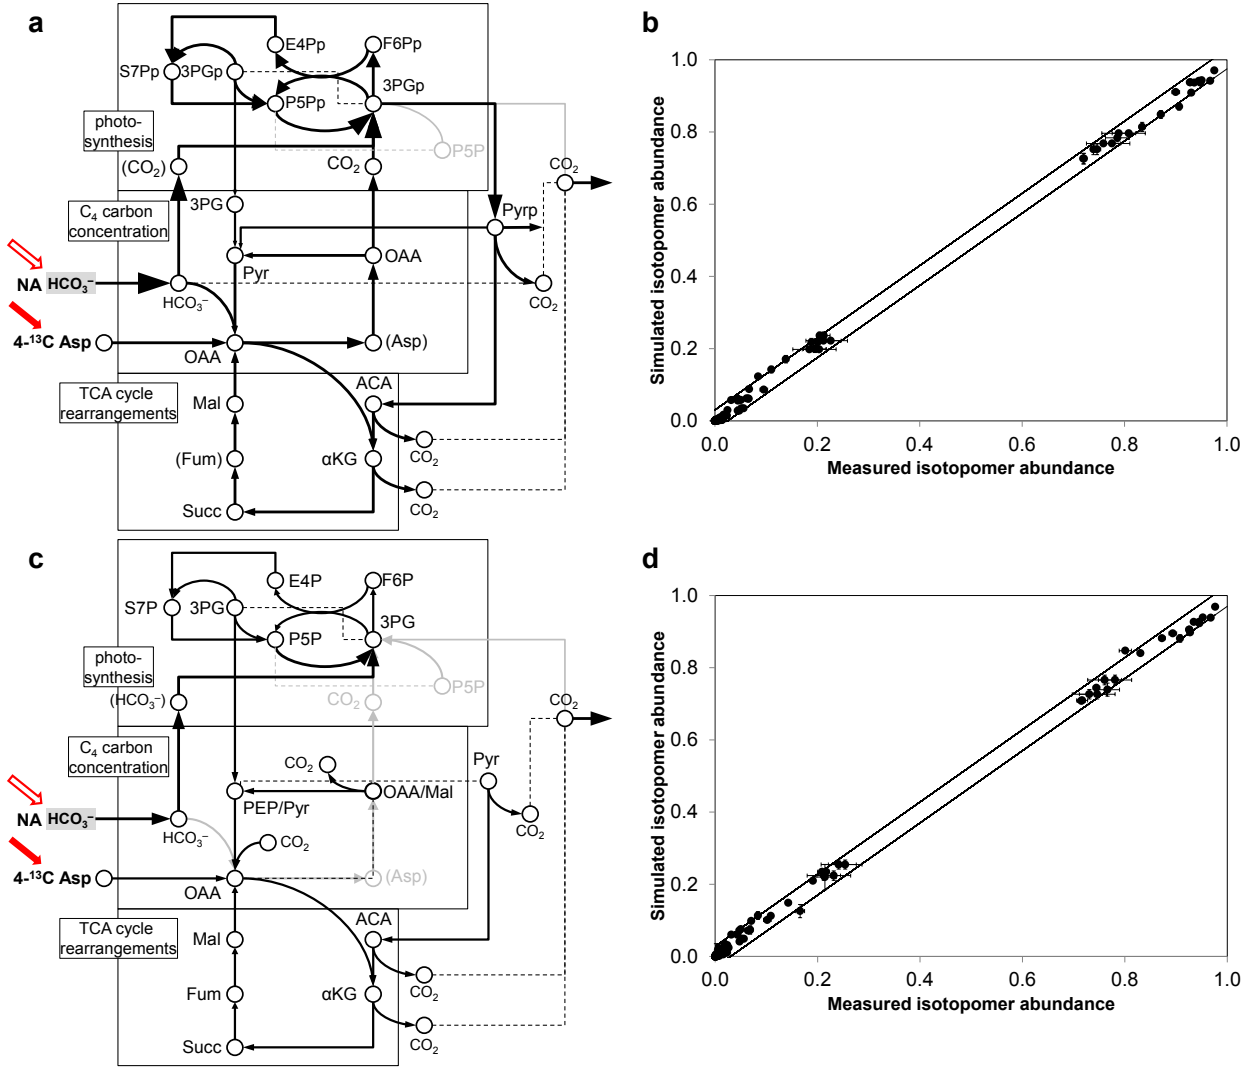 a
E4Pp
F6Pp
S7Pp
3PGp
3PGp
P5Pp
photo-
synthesis
P5P
(CO₂)
CO₂
CO₂
C₄ carbon
concentration
3PG
Pyrp
Pyr
OAA
NA HCO₃⁻
HCO₃⁻
CO₂
4-¹³C Asp
OAA
(Asp)
TCA cycle
rearrangements
ACA
Mal
CO₂
(Fum)
αKG
CO₂
Succ
b
Simulated isotopomer abundance
1.0
0.8
0.6
0.4
0.2
0.0
0.0 0.2 0.4 0.6 0.8 1.0
Measured isotopomer abundance
c
E4P
F6P
S7P
3PG
3PG
P5P
photo-
synthesis
P5P
(HCO₃⁻)
CO₂
CO₂
C₄ carbon
concentration
CO₂
Pyr
PEP/Pyr
OAA/Mal
NA HCO₃⁻
HCO₃⁻
CO₂
CO₂
4-¹³C Asp
OAA
(Asp)
TCA cycle
rearrangements
ACA
Mal
CO₂
Fum
αKG
CO₂
Succ
d
Simulated isotopomer abundance
1.0
0.8
0.6
0.4
0.2
0.0
0.0 0.2 0.4 0.6 0.8 1.0
Measured isotopomer abundance